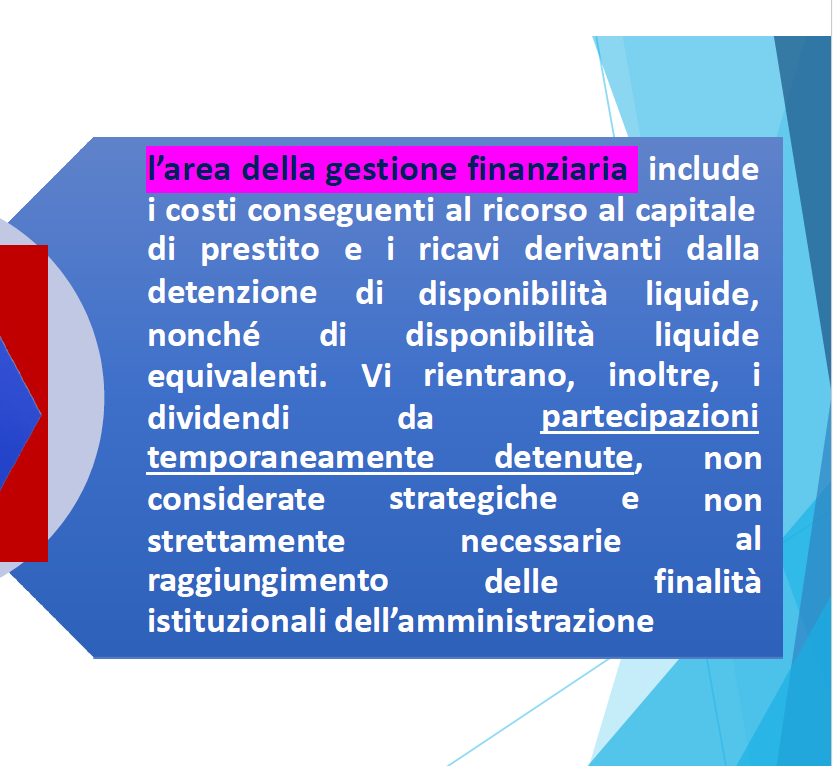 l’area della gestione finanziaria include
i costi conseguenti al ricorso al capitale
di prestito e i ricavi derivanti dalla
detenzione di disponibilità liquide,
nonché di disponibilità liquide
equivalenti. Vi rientrano, inoltre, i
dividendi da partecipazioni
temporaneamente detenute, non
considerate strategiche e non
strettamente necessarie al
raggiungimento delle finalità
istituzionali dell’amministrazione